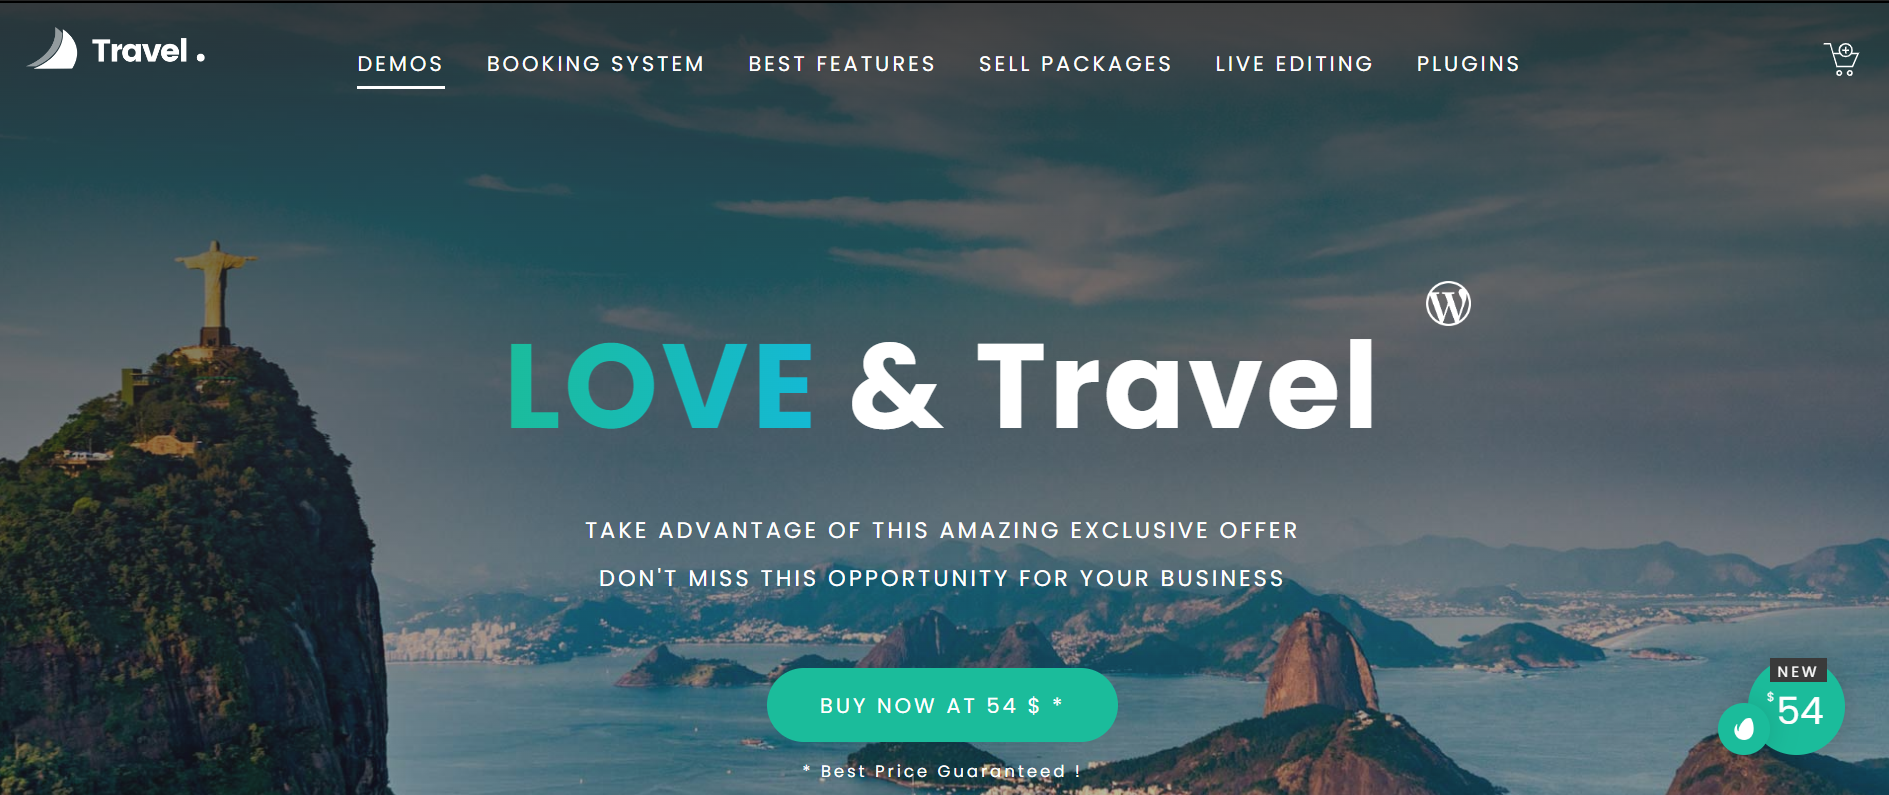 Travel .
DEMOS BOOKING SYSTEM BEST FEATURES SELL PACKAGES LIVE EDITING PLUGINS
LOVE & Travel
TAKE ADVANTAGE OF THIS AMAZING EXCLUSIVE OFFER
DON'T MISS THIS OPPORTUNITY FOR YOUR BUSINESS
BUY NOW AT 54 $ *
* Best Price Guaranteed !
NEW
$54